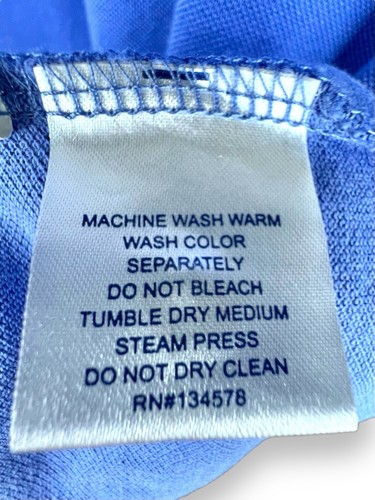 MACHINE WASH WARM
WASH COLOR
SEPARATELY
DO NOT BLEACH
TUMBLE DRY MEDIUM
STEAM PRESS
DO NOT DRY CLEAN
RN#134578